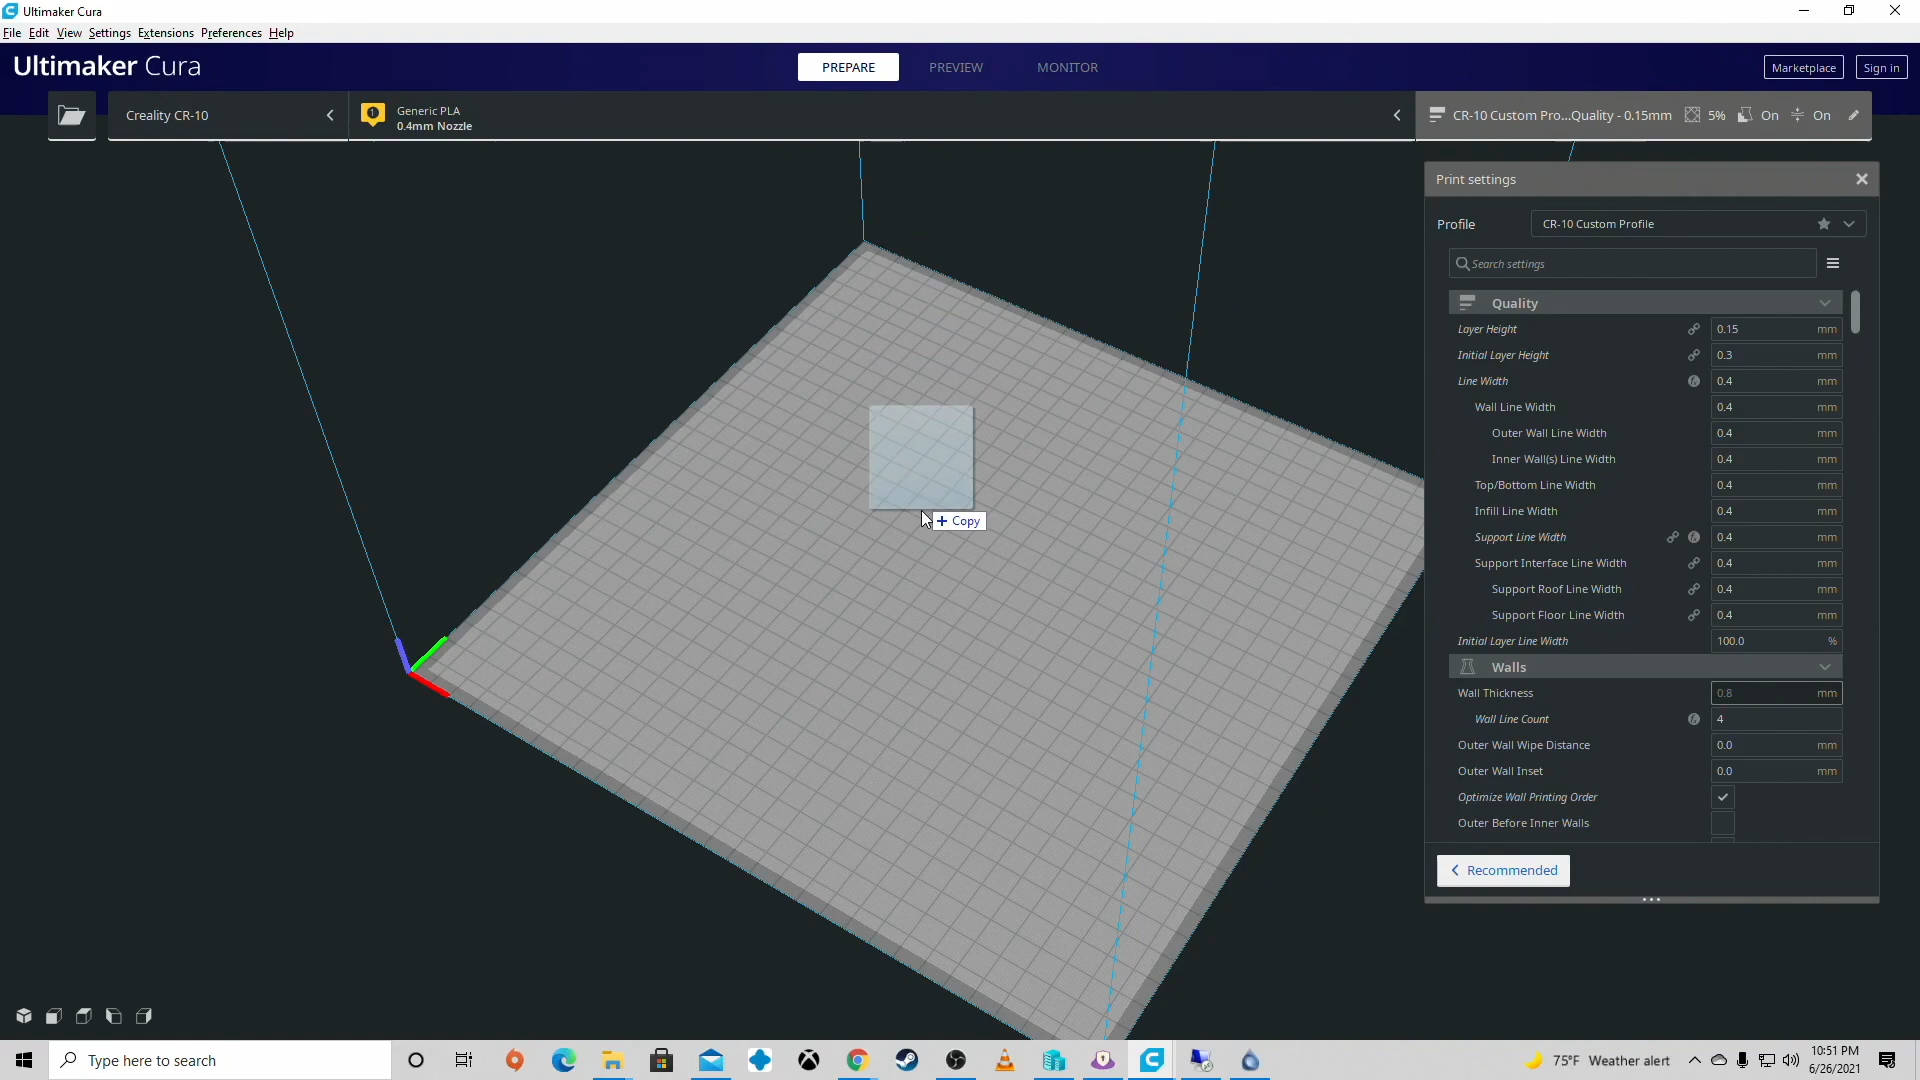 Ultimaker Cura
File Edit View Settings Extensions Preferences Help
Ultimaker Cura
PREPARE PREVIEW MONITOR
Marketplace Sign in
Creality CR-10
1
Generic PLA
0.4mm Nozzle
CR-10 Custom Pro...Quality - 0.15mm 5% On On
Print settings
Profile CR-10 Custom Profile
Search settings
Quality
Layer Height 0.15 mm
Initial Layer Height 0.3 mm
Line Width 0.4 mm
Wall Line Width 0.4 mm
Outer Wall Line Width 0.4 mm
Inner Wall(s) Line Width 0.4 mm
Top/Bottom Line Width 0.4 mm
Infill Line Width 0.4 mm
Support Line Width 0.4 mm
Support Interface Line Width 0.4 mm
Support Roof Line Width 0.4 mm
Support Floor Line Width 0.4 mm
Initial Layer Line Width 100.0 %
Walls
Wall Thickness 0.8 mm
Wall Line Count 4
Outer Wall Wipe Distance 0.0 mm
Outer Wall Inset 0.0 mm
Optimize Wall Printing Order
Outer Before Inner Walls
Recommended
+ Copy
Type here to search
75°F Weather alert
10:51 PM
6/26/2021